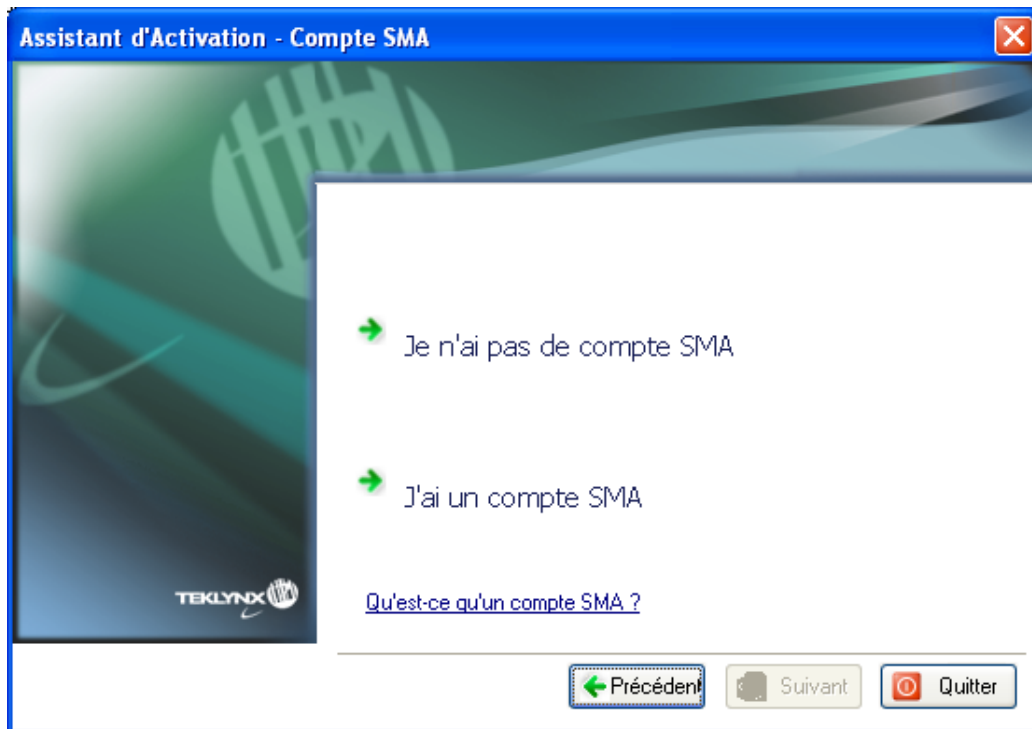 Assistant d'Activation - Compte SMA
Je n'ai pas de compte SMA
J'ai un compte SMA
TEKLYNX
Qu'est-ce qu'un compte SMA ?
Précédent
Suivant
Quitter